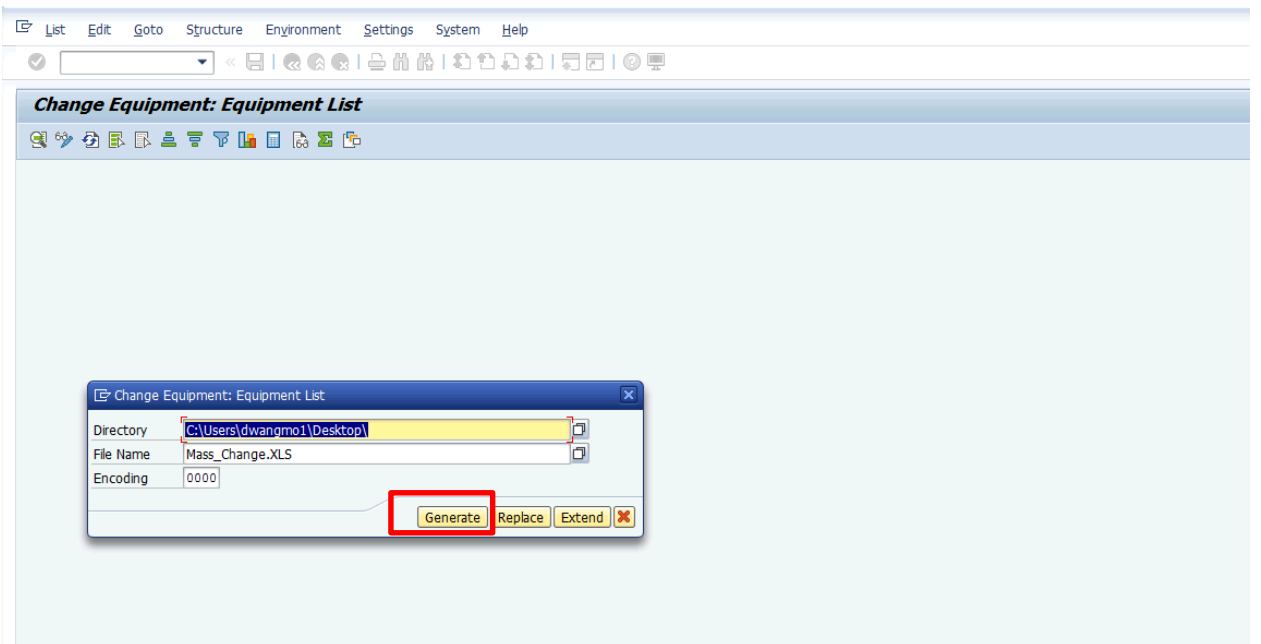 List Edit Goto Structure Environment Settings System Help
Change Equipment: Equipment List
Change Equipment: Equipment List
Directory C:\Users\dwangmo1\Desktop\
File Name Mass_Change.XLS
Encoding 0000
Generate Replace Extend